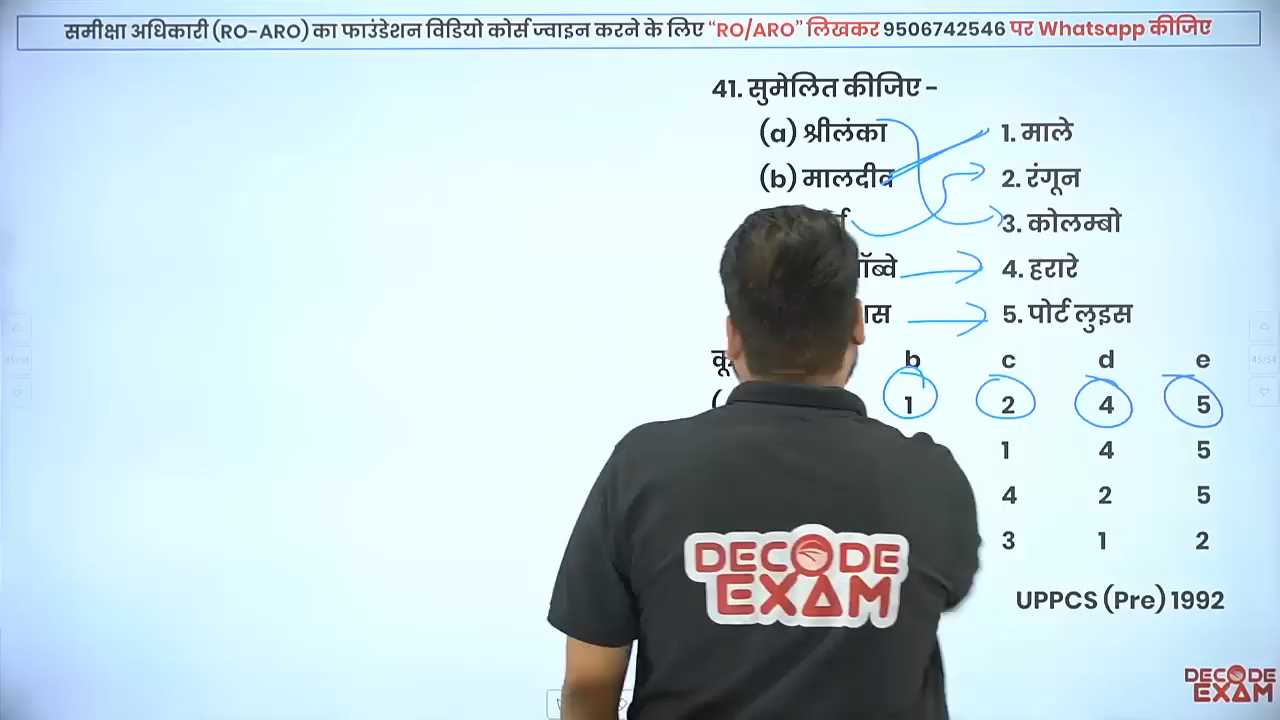 समीक्षा अधिकारी (RO-ARO) का फाउंडेशन विडियो कोर्स ज्वाइन करने के लिए “RO/ARO” लिखकर 9506742546 पर Whatsapp कीजिए
41. सुमेलित कीजिए -
(a) श्रीलंका 1. माले
(b) मालदीव 2. रंगून
3. कोलम्बो
4. हरारे
5. पोर्ट लुइस
b c d e
1 2 4 5
1 4 5
4 2 5
3 1 2
UPPCS (Pre) 1992
DECODE
EXAM
DECODE
EXAM